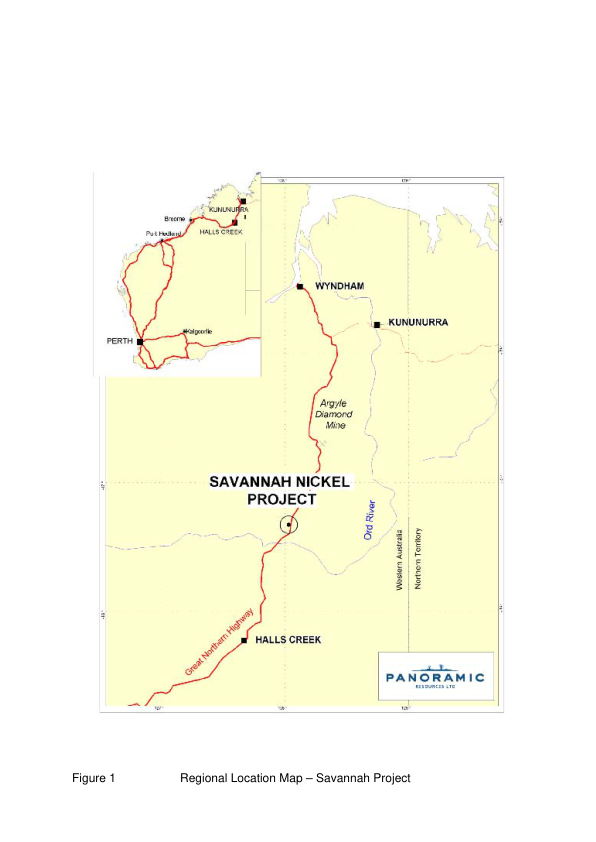 KUNUNURRA
Broome
Port Hedland
HALLS CREEK
Kalgoorlie
PERTH
WYNDHAM
KUNUNURRA
Argyle
Diamond
Mine
SAVANNAH NICKEL
PROJECT
Ord River
Western Australia
Northern Territory
Great Northern Highway
HALLS CREEK
PANORAMIC
RESOURCES LTD
Figure 1 Regional Location Map – Savannah Project